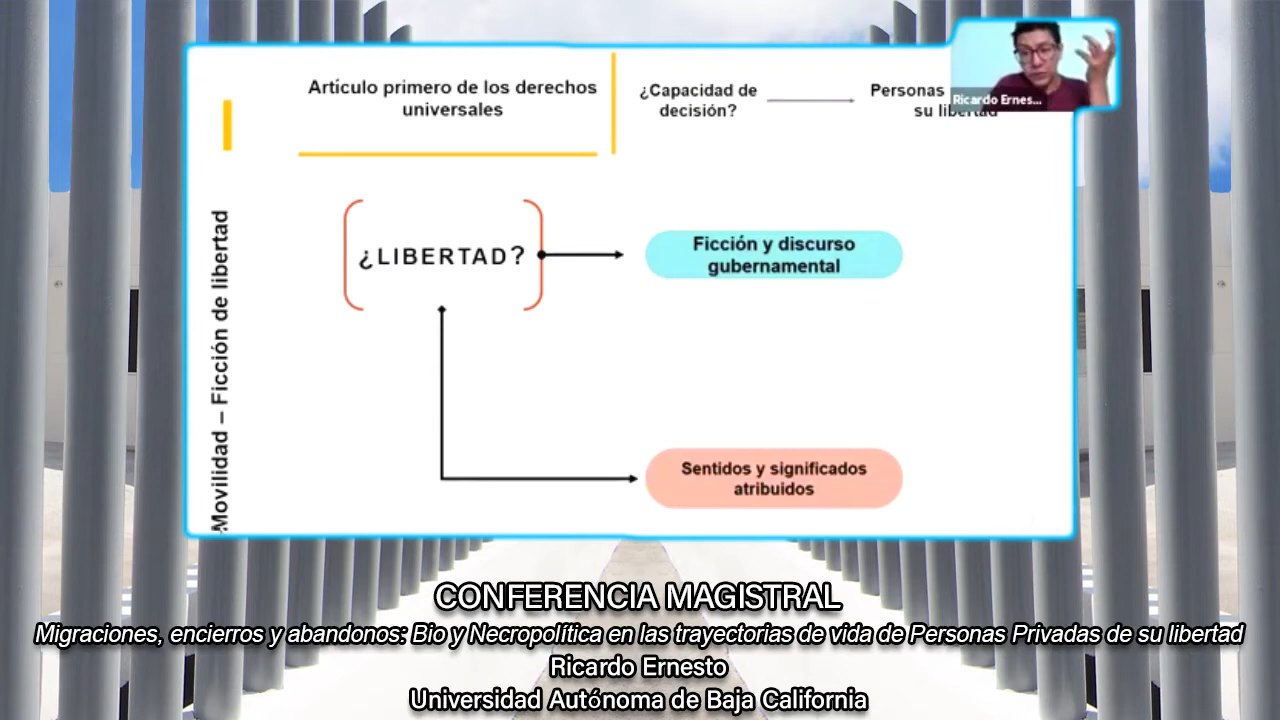 Artículo primero de los derechos
universales
¿Capacidad de
decisión?
Personas
su libertad
Ricardo Ernes...
Movilidad – Ficción de libertad
¿LIBERTAD?
Ficción y discurso
gubernamental
Sentidos y significados
atribuidos
CONFERENCIA MAGISTRAL
Migraciones, encierros y abandonos: Bio y Necropolítica en las trayectorias de vida de Personas Privadas de su libertad
Ricardo Ernesto
Universidad Autónoma de Baja California